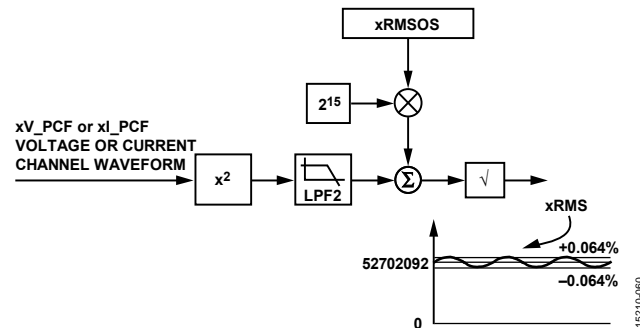 xRMSOS
2¹⁵
xV_PCF or xI_PCF
VOLTAGE OR CURRENT
CHANNEL WAVEFORM
x²
LPF2
Σ
√
xRMS
+0.064%
52702092
–0.064%
0
15210-060